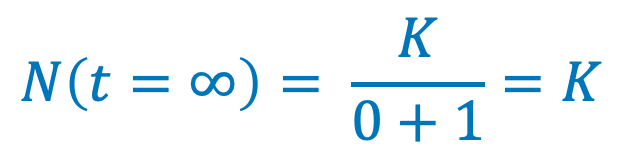 N(t = ∞) = K / (0 + 1) = K